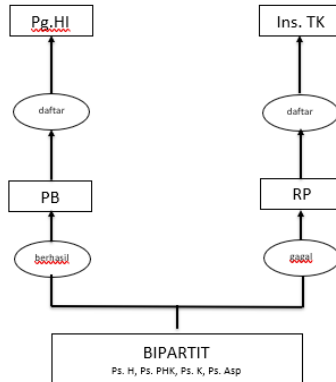 Pg.HI
Ins. TK
daftar
daftar
PB
RP
berhasil
gagal
BIPARTIT
Ps. H, Ps. PHK, Ps. K, Ps. Asp